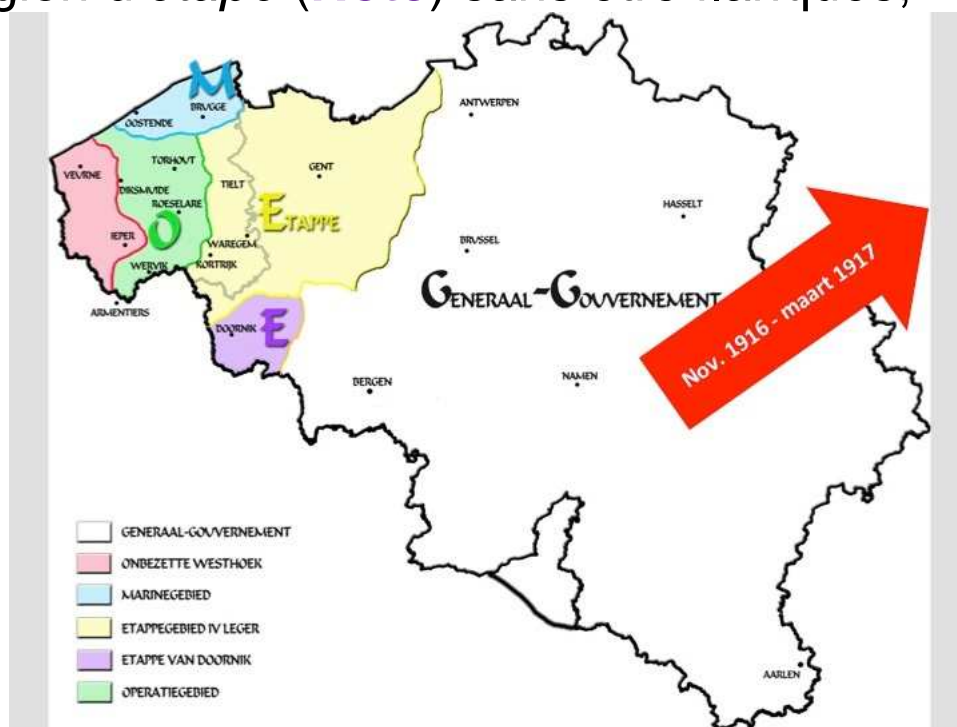 M
BRUGGE
OOSTENDE
ANTWERPEN
VEURNE
TORHOUT
GENT
DIKSMUIDE
TIELT
ROESELARE
HASSELT
ETAPPE
O
IEPER
WAREGEM
BRUSSEL
WERVIK
KORTRIJK
GENERAAL-GOUVERNEMENT
Nov. 1916 - maart 1917
ARMENTIERS
DOORNIK
E
BERGEN
NAMEN
GENERAAL-GOUVERNEMENT
ONBEZETTE WESTHOEK
MARINEGEBIED
ETAPPEGEBIED IV LEGER
ETAPPE VAN DOORNIK
OPERATIEGEBIED
AARLEN